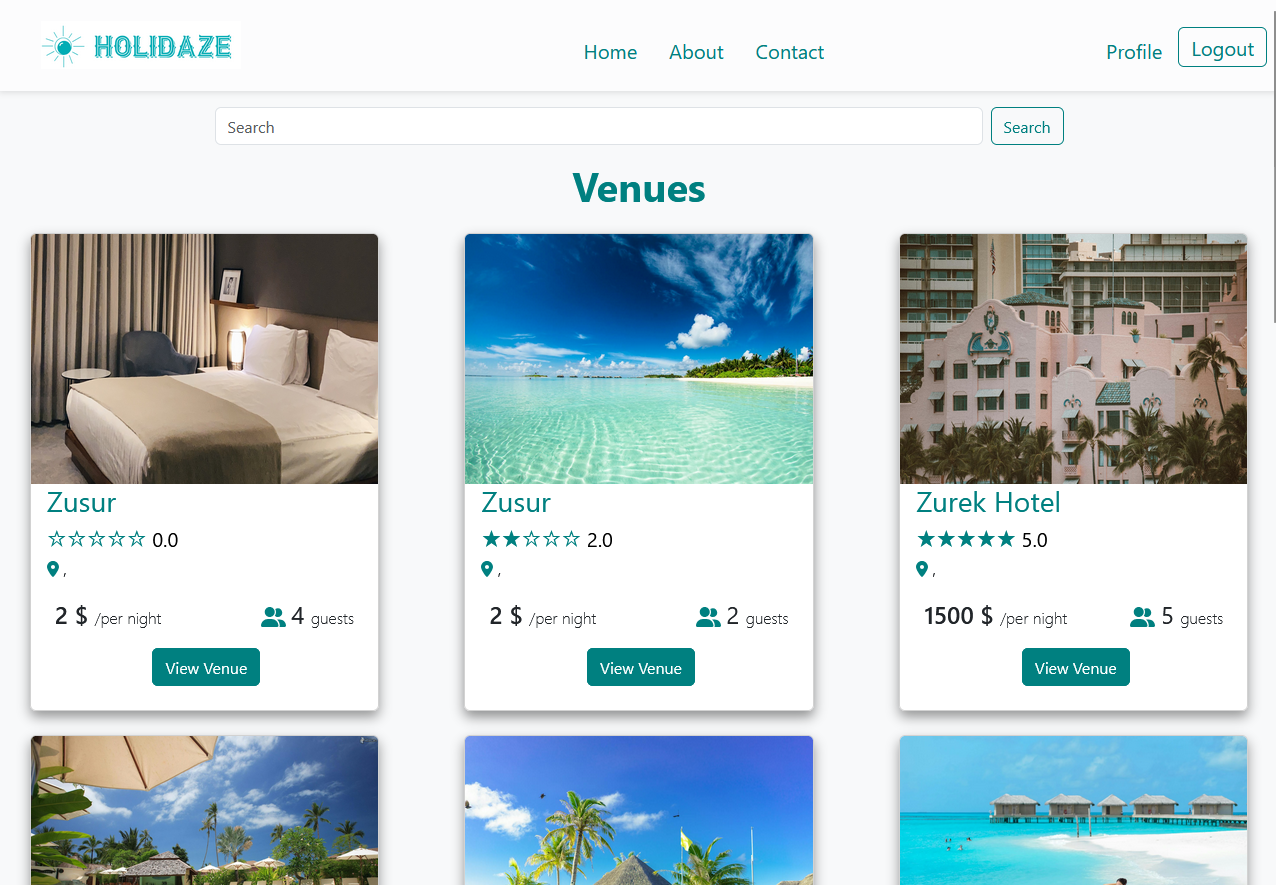 HOLIDAZE
Home About Contact
Profile Logout
Search Search
Venues
Zusur
0.0
,
2 $ /per night 4 guests
View Venue
Zusur
2.0
,
2 $ /per night 2 guests
View Venue
Zurek Hotel
5.0
,
1500 $ /per night 5 guests
View Venue